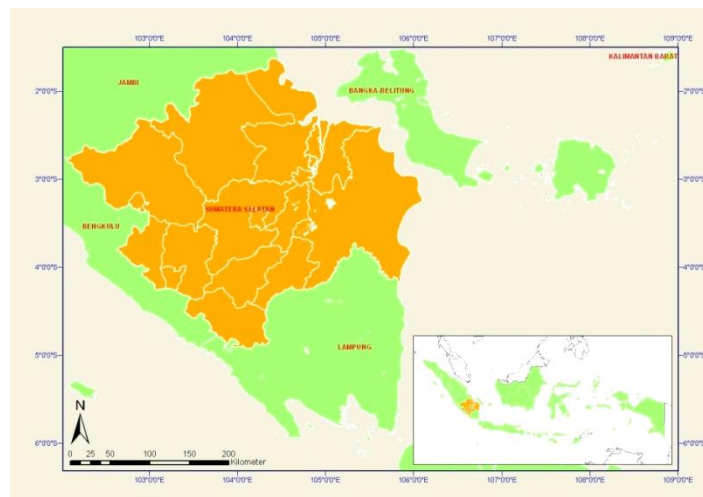 103°0'0"E 104°0'0"E 105°0'0"E 106°0'0"E 107°0'0"E 108°0'0"E 109°0'0"E
KALIMANTAN BARAT
JAMBI
2°0'0"S BANGKA BELITUNG 2°0'0"S
3°0'0"S 3°0'0"S
SUMATERA SELATAN
BENGKULU
4°0'0"S 4°0'0"S
5°0'0"S LAMPUNG 5°0'0"S
N
6°0'0"S 6°0'0"S
0 25 50 100 150 200
Kilometer
103°0'0"E 104°0'0"E 105°0'0"E 106°0'0"E 107°0'0"E 108°0'0"E 109°0'0"E